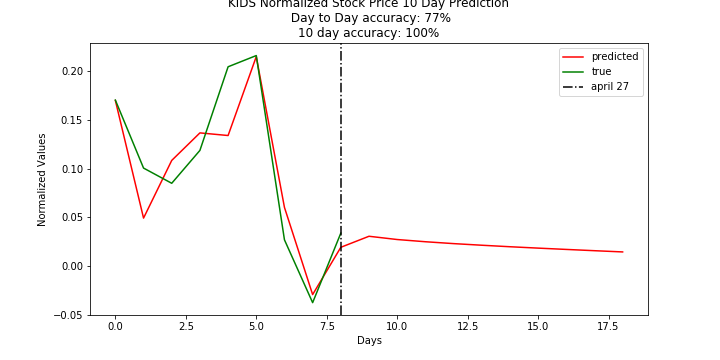 KIDS Normalized Stock Price 10 Day Prediction
Day to Day accuracy: 77%
10 day accuracy: 100%
predicted
true
april 27
0.20
0.15
0.10
0.05
0.00
−0.05
Normalized Values
0.0
2.5
5.0
7.5
10.0
12.5
15.0
17.5
Days